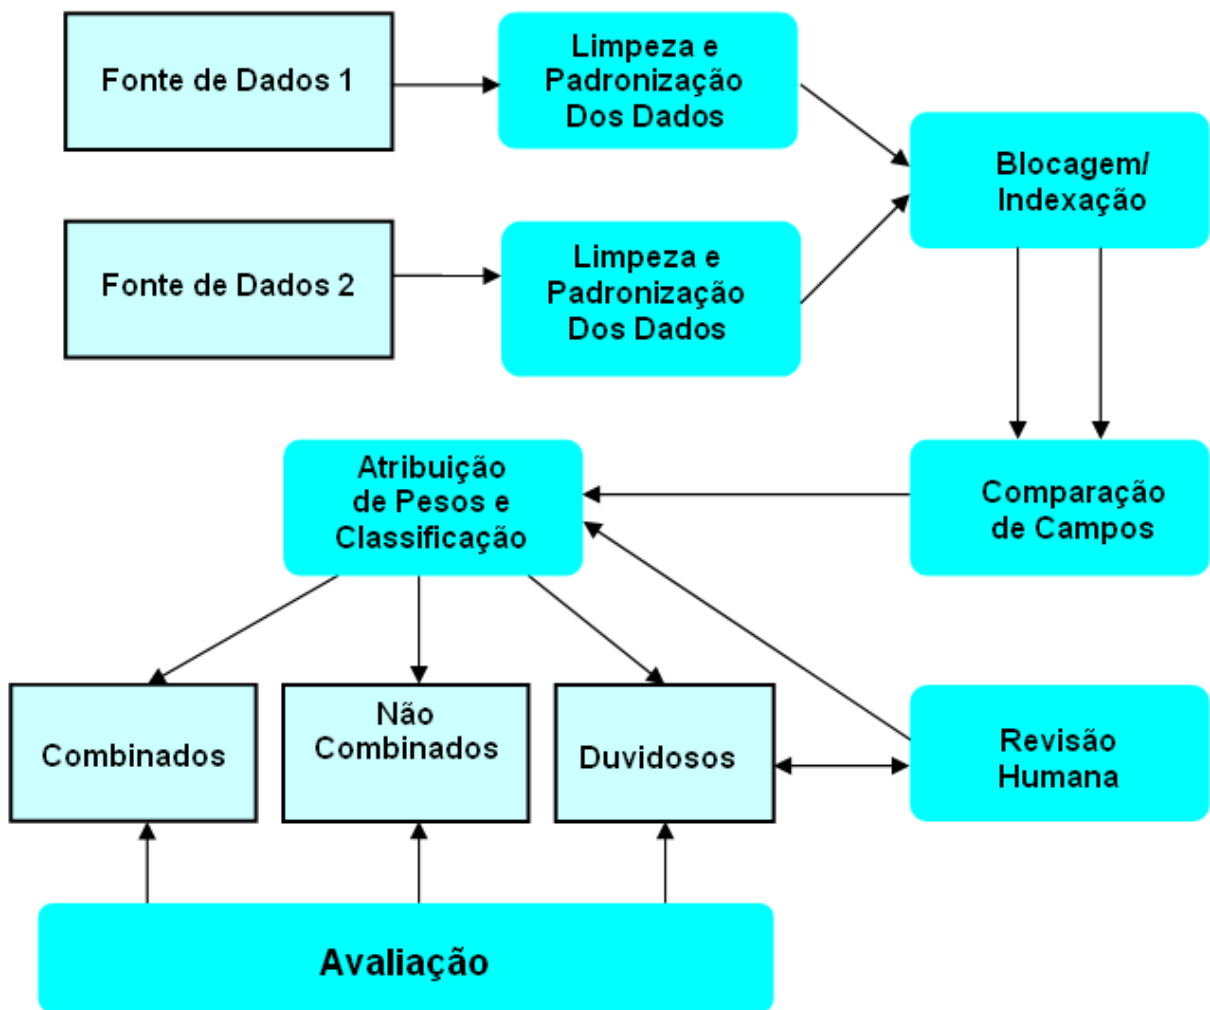 Fonte de Dados 1
Limpeza e
Padronização
Dos Dados
Blocagem/
Indexação
Fonte de Dados 2
Limpeza e
Padronização
Dos Dados
Atribuição
de Pesos e
Classificação
Comparação
de Campos
Combinados
Não
Combinados
Duvidosos
Revisão
Humana
Avaliação